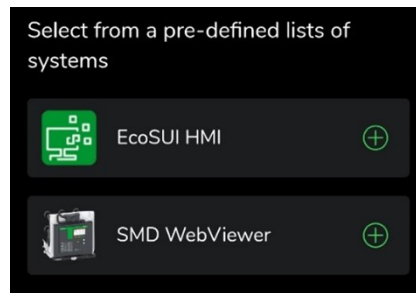 Select from a pre-defined lists of
systems
EcoSUI HMI
SMD WebViewer